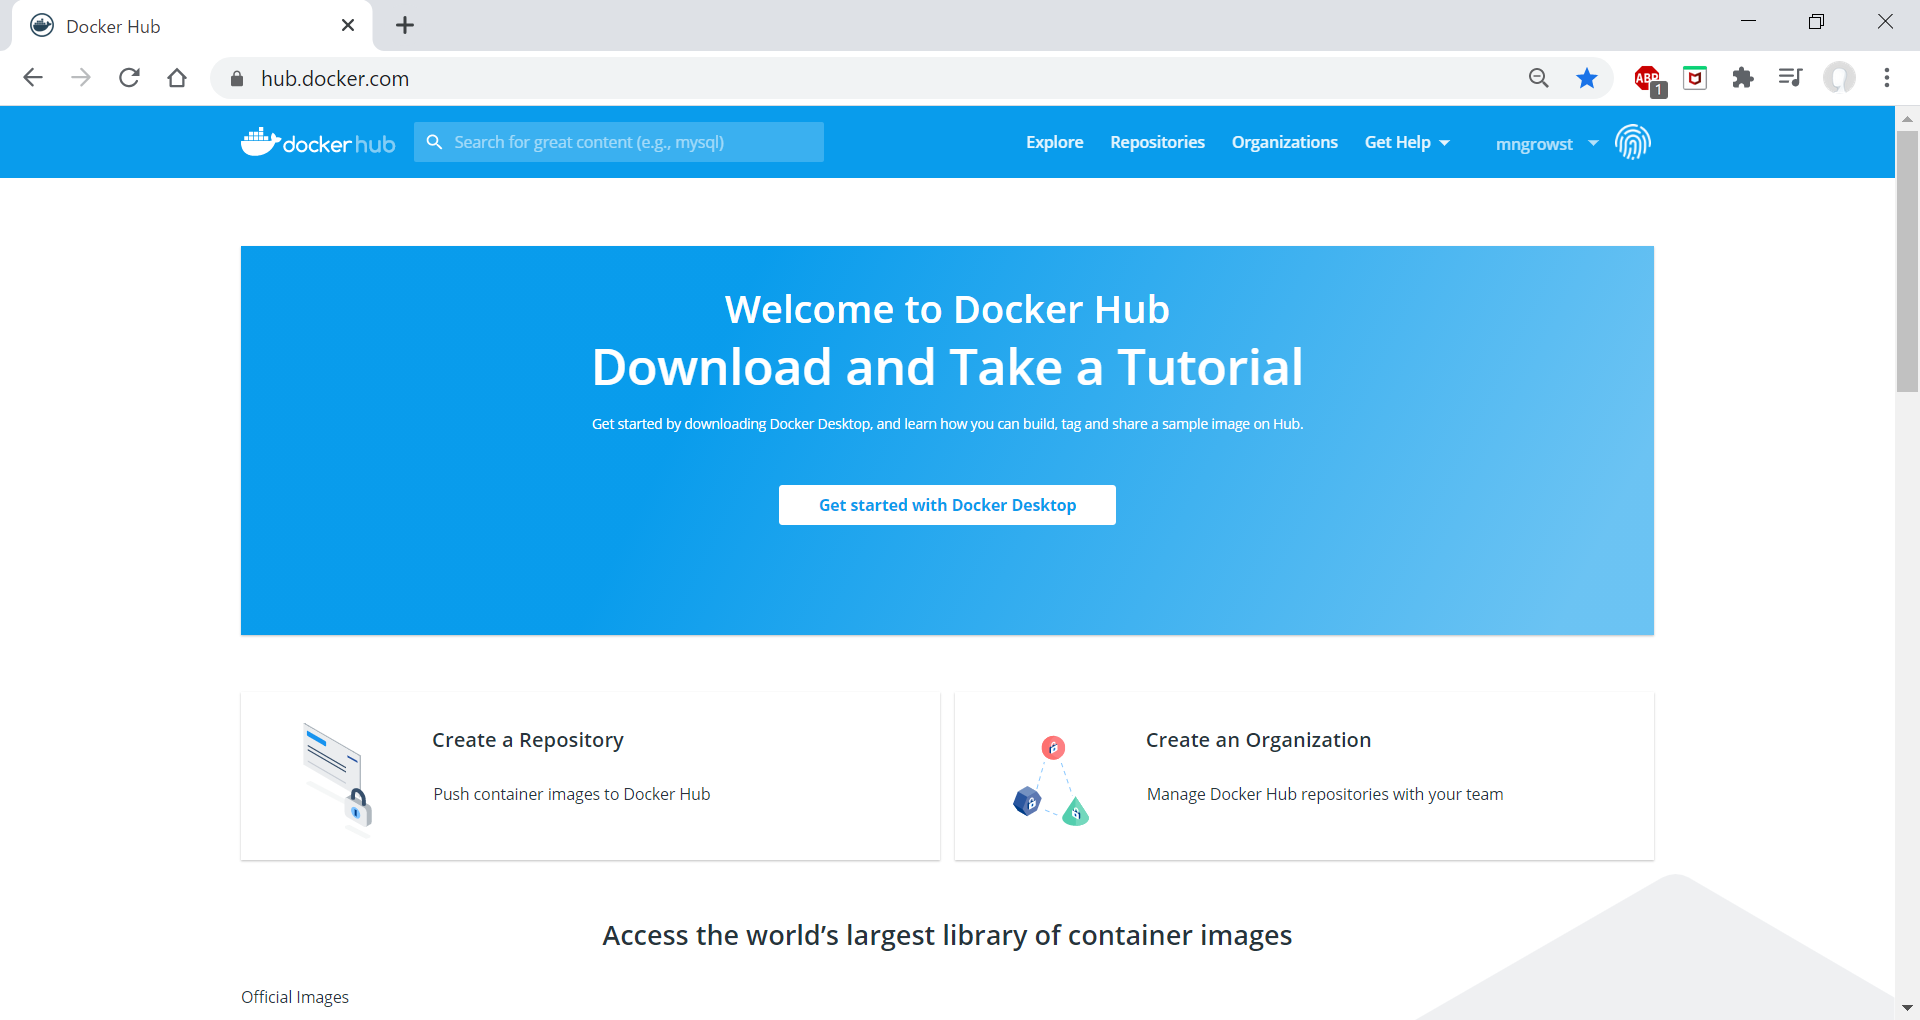 Docker Hub
hub.docker.com
ABP
1
docker hub
Search for great content (e.g., mysql)
Explore
Repositories
Organizations
Get Help
mngrowst
Welcome to Docker Hub
Download and Take a Tutorial
Get started by downloading Docker Desktop, and learn how you can build, tag and share a sample image on Hub.
Get started with Docker Desktop
Create a Repository
Push container images to Docker Hub
Create an Organization
Manage Docker Hub repositories with your team
Access the world’s largest library of container images
Official Images